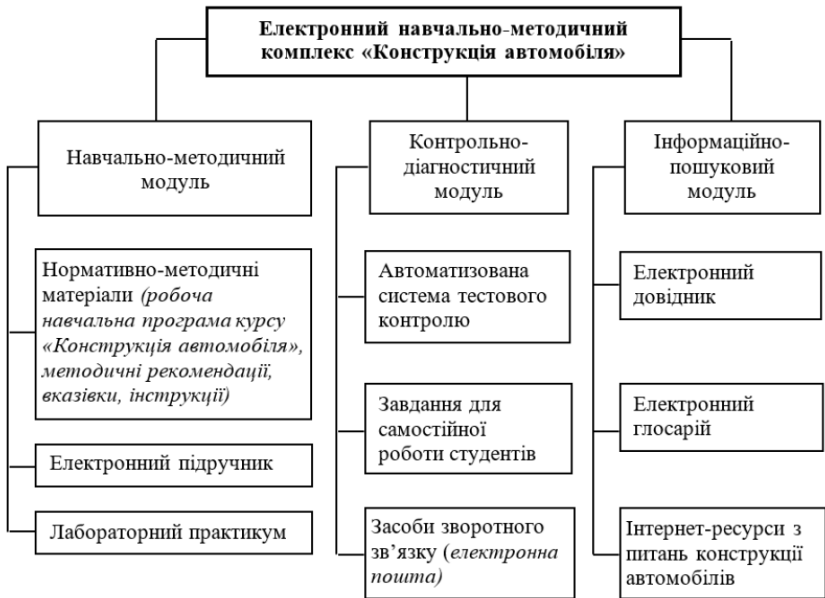 Електронний навчально-методичний
комплекс «Конструкція автомобіля»
Навчально-методичний
модуль
Контрольно-
діагностичний
модуль
Інформаційно-
пошуковий
модуль
Нормативно-методичні
матеріали (робоча
навчальна програма курсу
«Конструкція автомобіля»,
методичні рекомендації,
вказівки, інструкції)
Електронний підручник
Лабораторний практикум
Автоматизована
система тестового
контролю
Завдання для
самостійної
роботи студентів
Засоби зворотного
зв’язку (електронна
пошта)
Електронний
довідник
Електронний
глосарій
Інтернет-ресурси з
питань конструкції
автомобілів